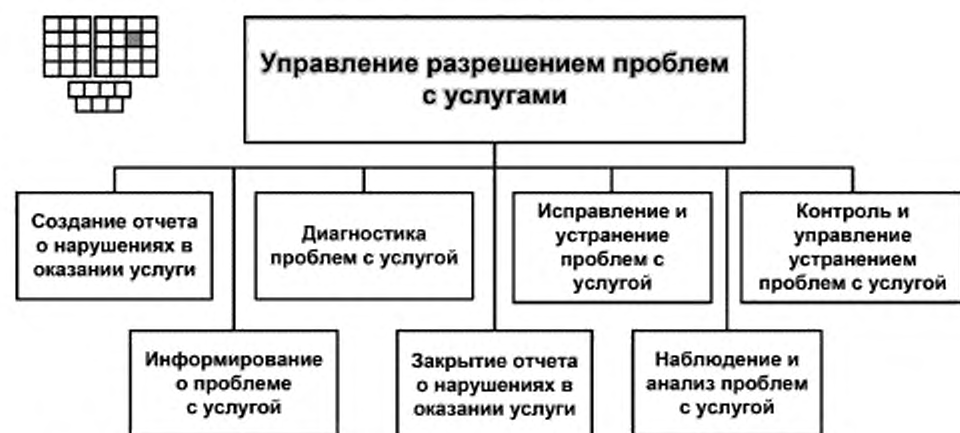 Управление разрешением проблем
с услугами
Создание отчета
о нарушениях в
оказании услуги
Диагностика
проблем с услугой
Исправление и
устранение
проблем с
услугой
Контроль и
управление
устранением
проблем с услугой
Информирование
о проблеме
с услугой
Закрытие отчета
о нарушениях в
оказании услуги
Наблюдение и
анализ проблем
с услугой